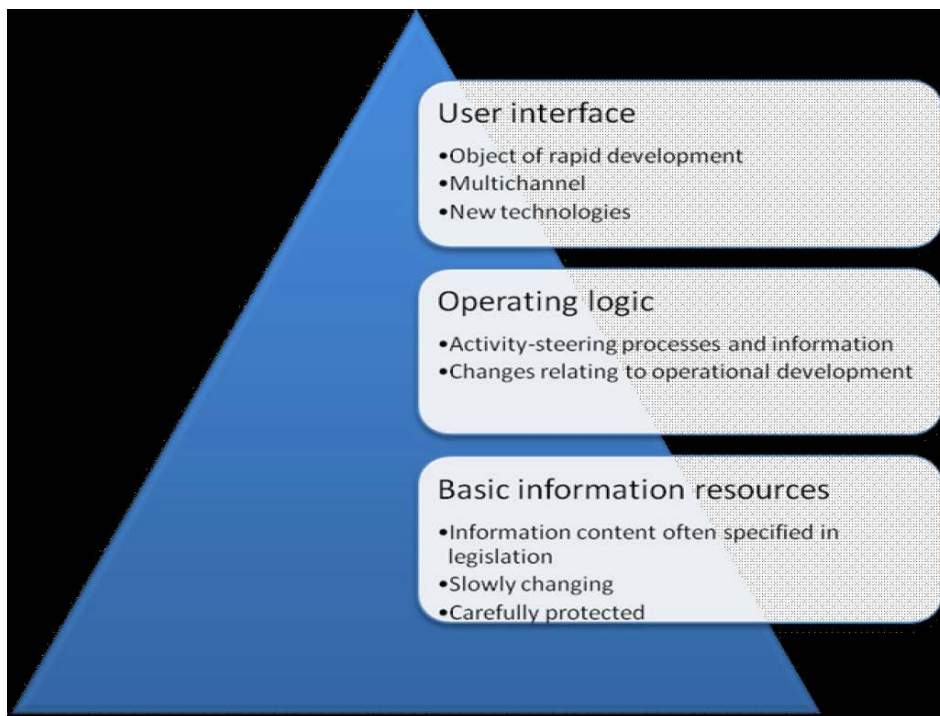 User interface
•Object of rapid development
•Multichannel
•New technologies
Operating logic
•Activity-steering processes and information
•Changes relating to operational development
Basic information resources
•Information content often specified in
legislation
•Slowly changing
•Carefully protected